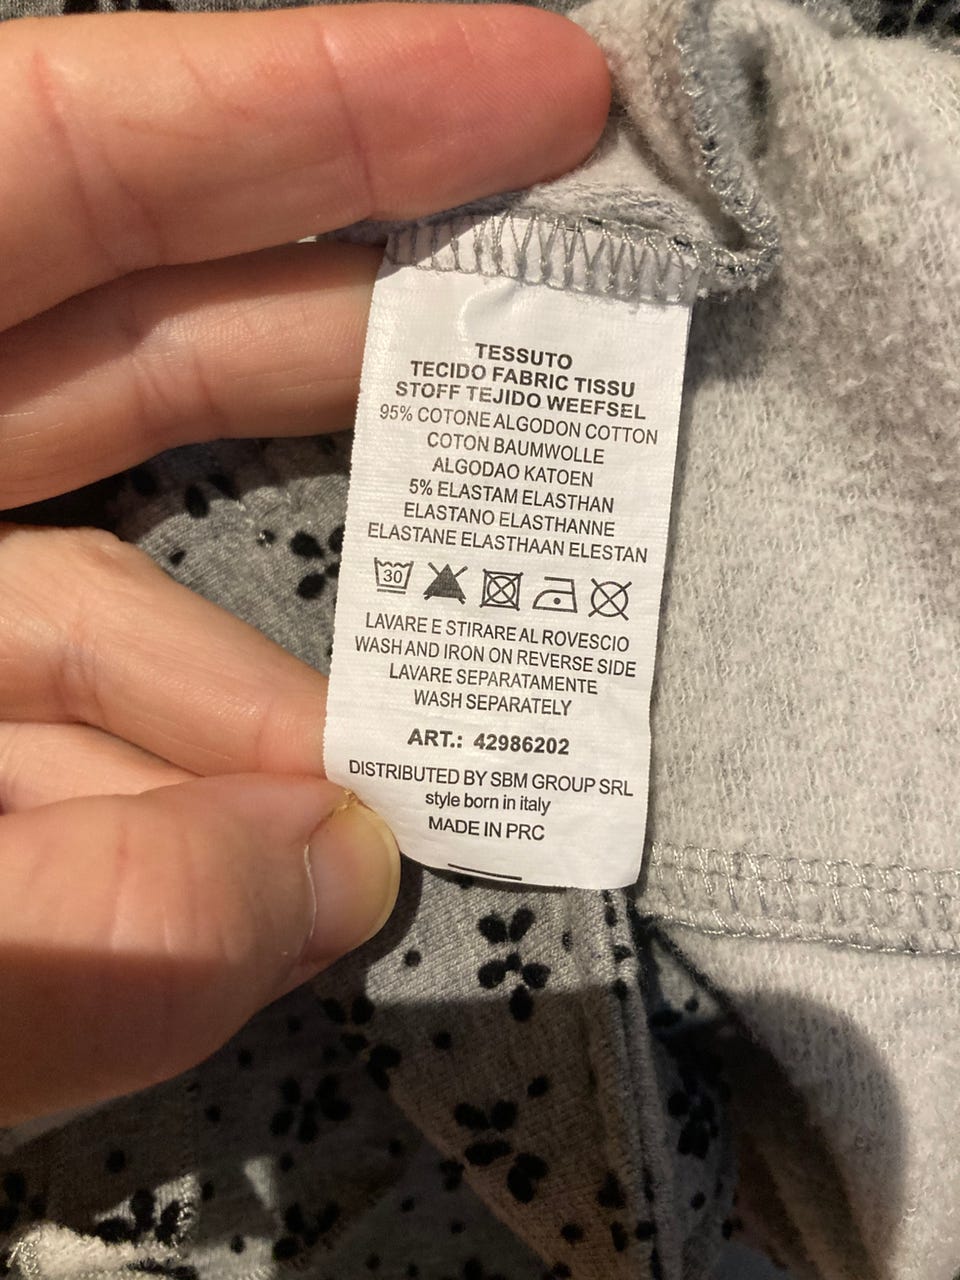 TESSUTO
TECIDO FABRIC TISSU
STOFF TEJIDO WEEFSEL
95% COTONE ALGODON COTTON
COTON BAUMWOLLE
ALGODAO KATOEN
5% ELASTAM ELASTHAN
ELASTANO ELASTHANNE
ELASTANE ELASTHAAN ELESTAN
30
LAVARE E STIRARE AL ROVESCIO
WASH AND IRON ON REVERSE SIDE
LAVARE SEPARATAMENTE
WASH SEPARATELY
ART.: 42986202
DISTRIBUTED BY SBM GROUP SRL
style born in italy
MADE IN PRC